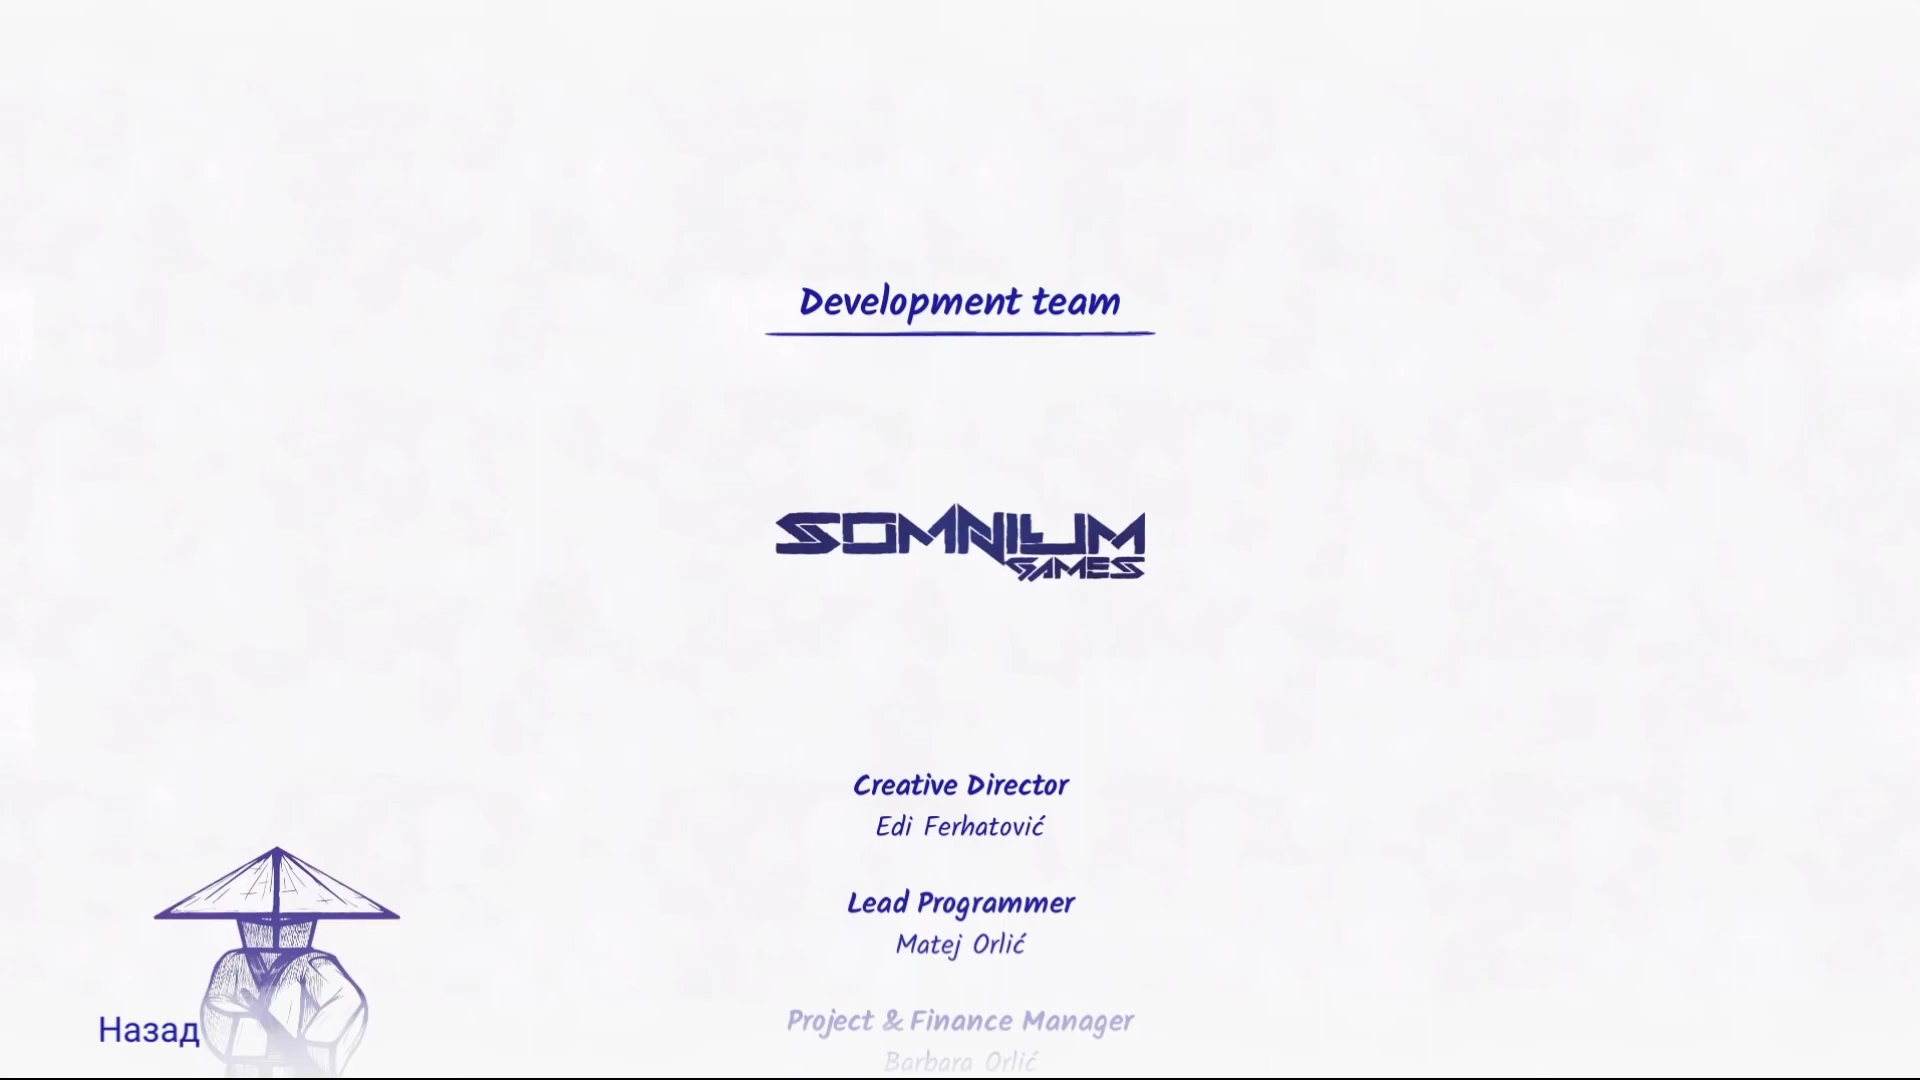 Development team
SOMNIUM
GAMES
Creative Director
Edi Ferhatović
Lead Programmer
Matej Orlić
Project & Finance Manager
Barbara Orlić
Назад